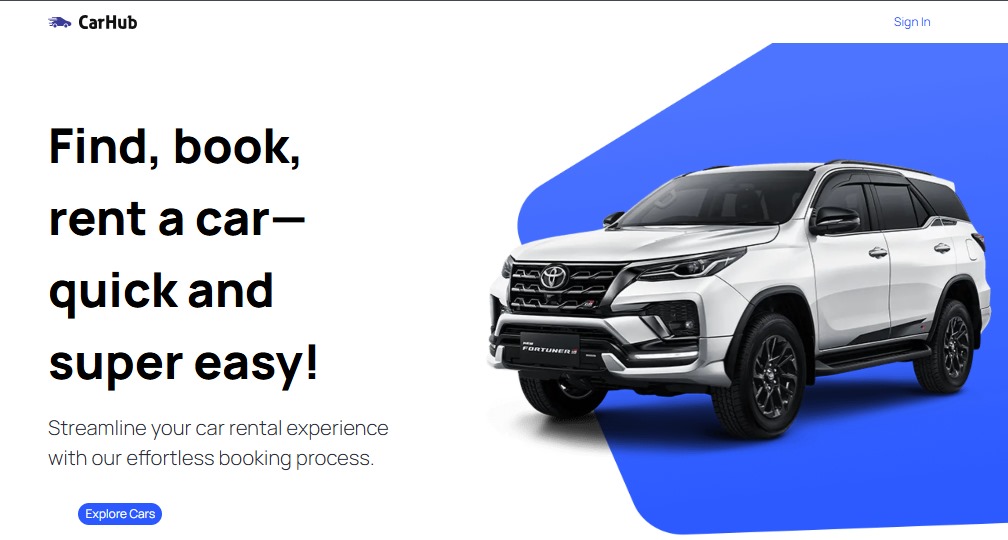 CarHub
Sign In
Find, book,
rent a car—
quick and
super easy!
Streamline your car rental experience
with our effortless booking process.
Explore Cars
NEW
FORTUNER